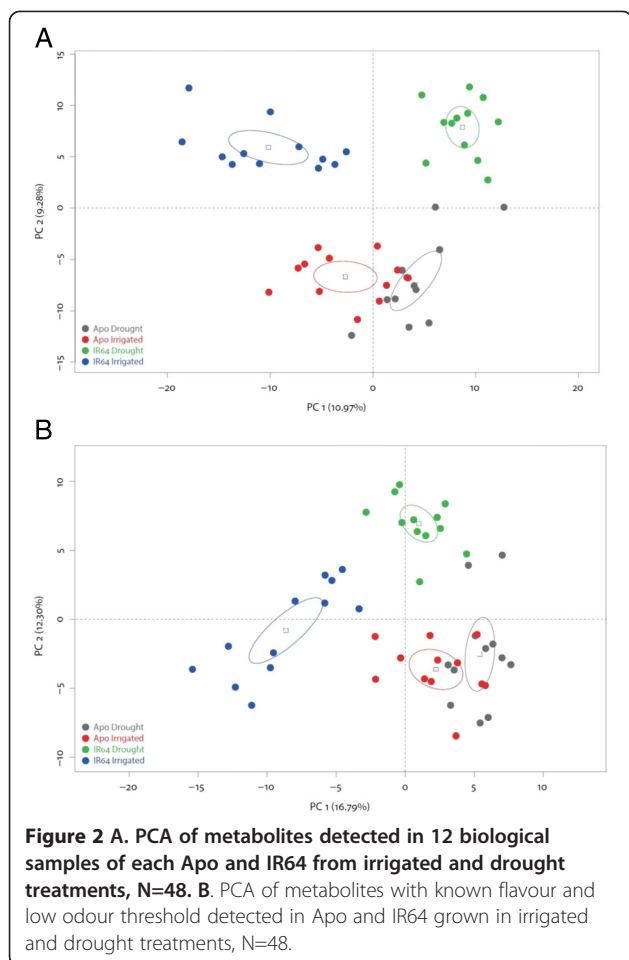 A
PC 2 (9.28%)
15
10
5
0
−5
−10
−15
Apo Drought
Apo Irrigated
IR64 Drought
IR64 Irrigated
−20
−10
0
10
20
PC 1 (10.97%)
B
PC 2 (12.30%)
10
5
0
−5
−10
Apo Drought
Apo Irrigated
IR64 Drought
IR64 Irrigated
−20
−15
−10
−5
0
5
10
PC 1 (16.79%)
Figure 2 A. PCA of metabolites detected in 12 biological
samples of each Apo and IR64 from irrigated and drought
treatments, N=48. B. PCA of metabolites with known flavour and
low odour threshold detected in Apo and IR64 grown in irrigated
and drought treatments, N=48.